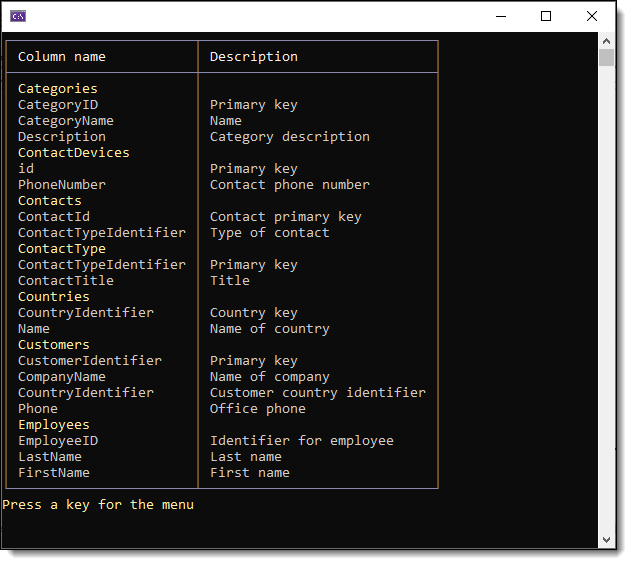 C:\
Column name Description
Categories
CategoryID Primary key
CategoryName Name
Description Category description
ContactDevices
id Primary key
PhoneNumber Contact phone number
Contacts
ContactId Contact primary key
ContactTypeIdentifier Type of contact
ContactType
ContactTypeIdentifier Primary key
ContactTitle Title
Countries
CountryIdentifier Country key
Name Name of country
Customers
CustomerIdentifier Primary key
CompanyName Name of company
CountryIdentifier Customer country identifier
Phone Office phone
Employees
EmployeeID Identifier for employee
LastName Last name
FirstName First name
Press a key for the menu